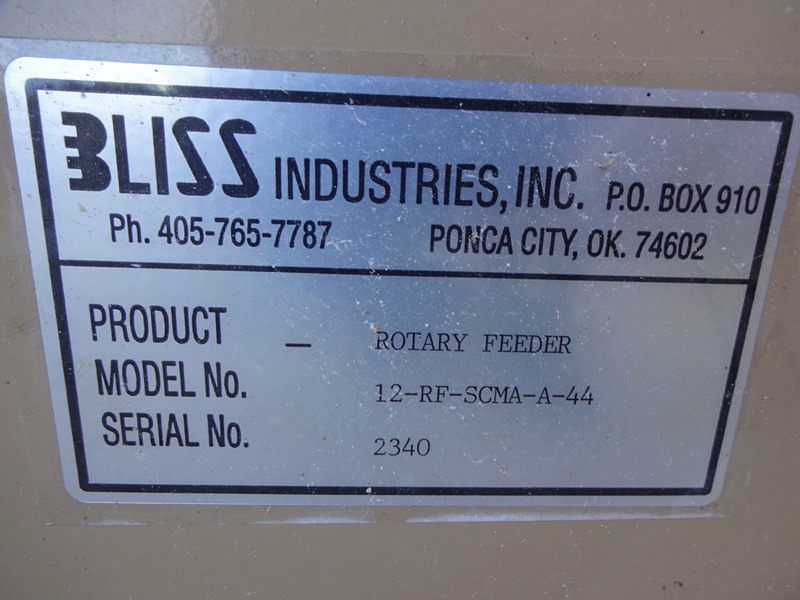 BLISS INDUSTRIES, INC. P.O. BOX 910
Ph. 405-765-7787 PONCA CITY, OK. 74602
PRODUCT — ROTARY FEEDER
MODEL No. 12-RF-SCMA-A-44
SERIAL No. 2340